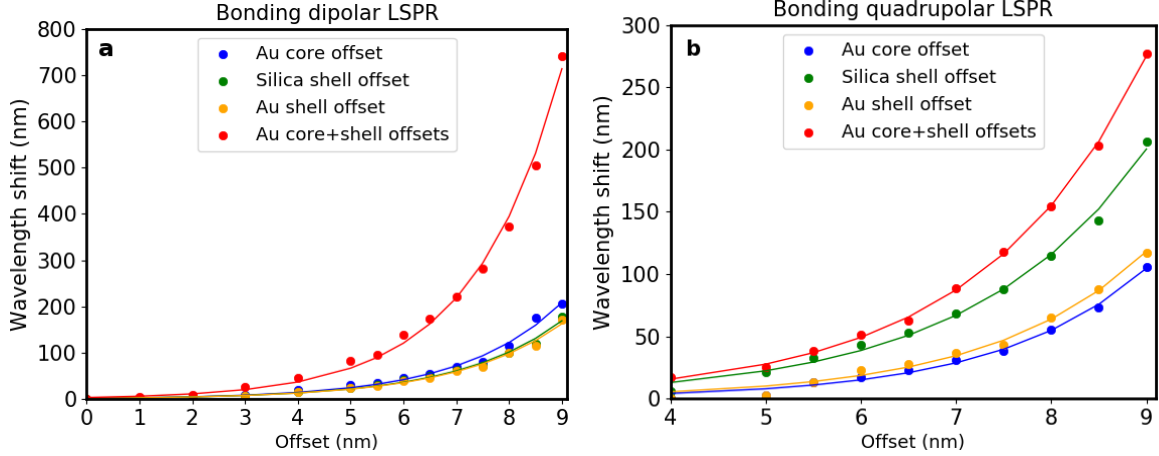 Bonding dipolar LSPR
a
Au core offset
Silica shell offset
Au shell offset
Au core+shell offsets
Wavelength shift (nm)
800
700
600
500
400
300
200
100
0
0 1 2 3 4 5 6 7 8 9
Offset (nm)
Bonding quadrupolar LSPR
b
Au core offset
Silica shell offset
Au shell offset
Au core+shell offsets
Wavelength shift (nm)
300
250
200
150
100
50
0
4 5 6 7 8 9
Offset (nm)